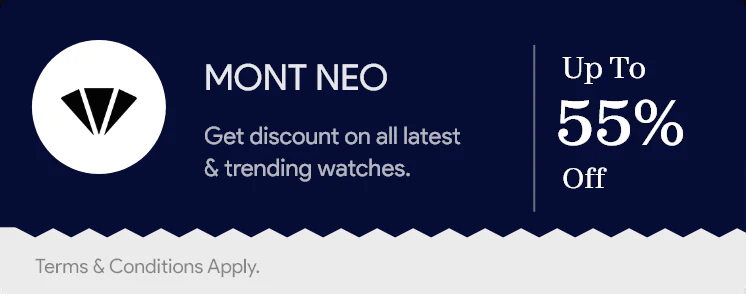 MONT NEO
Get discount on all latest
& trending watches.
Up To
55%
Off
Terms & Conditions Apply.